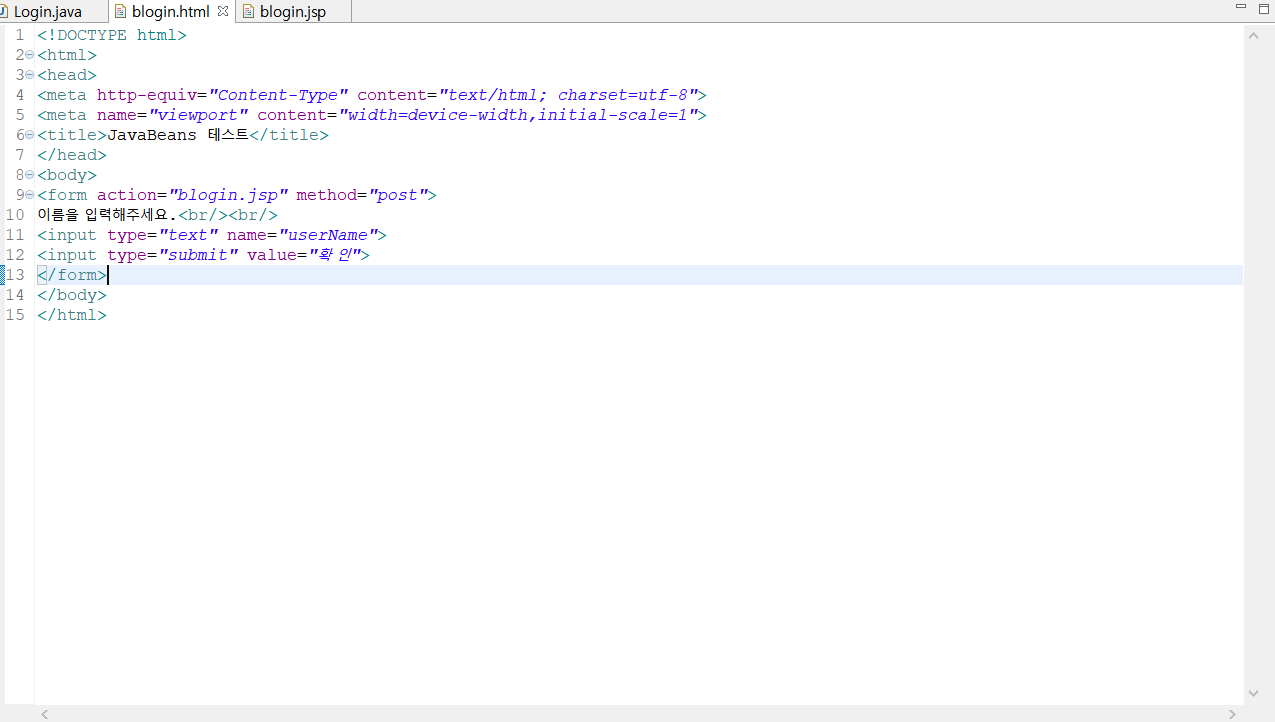 Login.java blogin.html blogin.jsp
1 <!DOCTYPE html>
2 <html>
3 <head>
4 <meta http-equiv="Content-Type" content="text/html; charset=utf-8">
5 <meta name="viewport" content="width=device-width,initial-scale=1">
6 <title>JavaBeans 테스트</title>
7 </head>
8 <body>
9 <form action="blogin.jsp" method="post">
10 이름을 입력해주세요.<br/><br/>
11 <input type="text" name="userName">
12 <input type="submit" value="확 인">
13 </form>
14 </body>
15 </html>